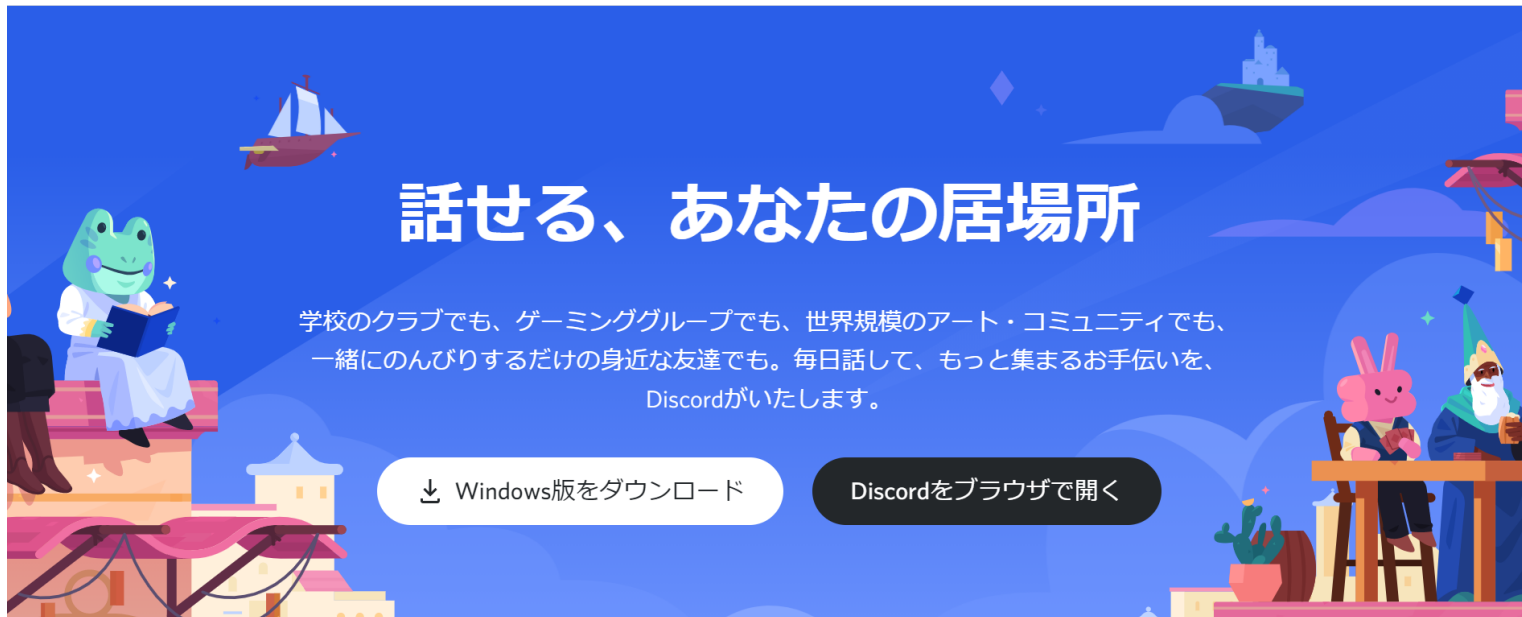 話せる、あなたの居場所
学校のクラブでも、ゲーミンググループでも、世界規模のアート・コミュニティでも、
一緒にのんびりするだけの身近な友達でも。毎日話して、もっと集まるお手伝いを、
Discordがいたします。
Windows版をダウンロード
Discordをブラウザで開く